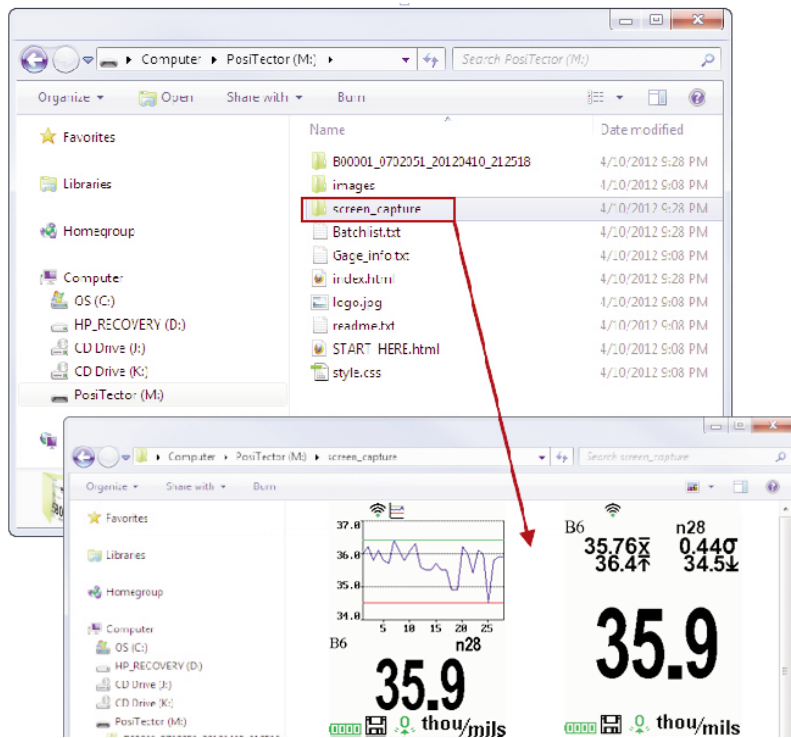 Computer ▸ PosiTector (M:) ▸
Search PosiTector (M:)
Organize Open Share with Burn
Favorites
Libraries
Homegroup
Computer
OS (C:)
HP_RECOVERY (D:)
CD Drive (J:)
CD Drive (K:)
PosiTector (M:)
Name Date modified
B00001_0702051_20120410_212518 4/10/2012 9:28 PM
images 4/10/2012 9:08 PM
screen_capture 4/10/2012 9:28 PM
Batchlist.txt 4/10/2012 9:28 PM
Gage_info.txt 4/10/2012 9:08 PM
index.html 4/10/2012 9:28 PM
logo.jpg 4/10/2012 9:08 PM
readme.txt 4/10/2012 9:08 PM
START_HERE.html 4/10/2012 9:08 PM
style.css 4/10/2012 9:08 PM
Computer ▸ PosiTector (M:) ▸ screen_capture
Search screen_capture
Organize Share with Burn
Favorites
Libraries
Homegroup
Computer
OS (C:)
HP_RECOVERY (D:)
CD Drive (J:)
CD Drive (K:)
PosiTector (M:)
37.0
36.0
35.0
34.0
5 10 15 20 25
B6 n28
35.9
thou/mils
B6 n28
35.76x̅ 0.44σ
36.4↑ 34.5↓
35.9
thou/mils